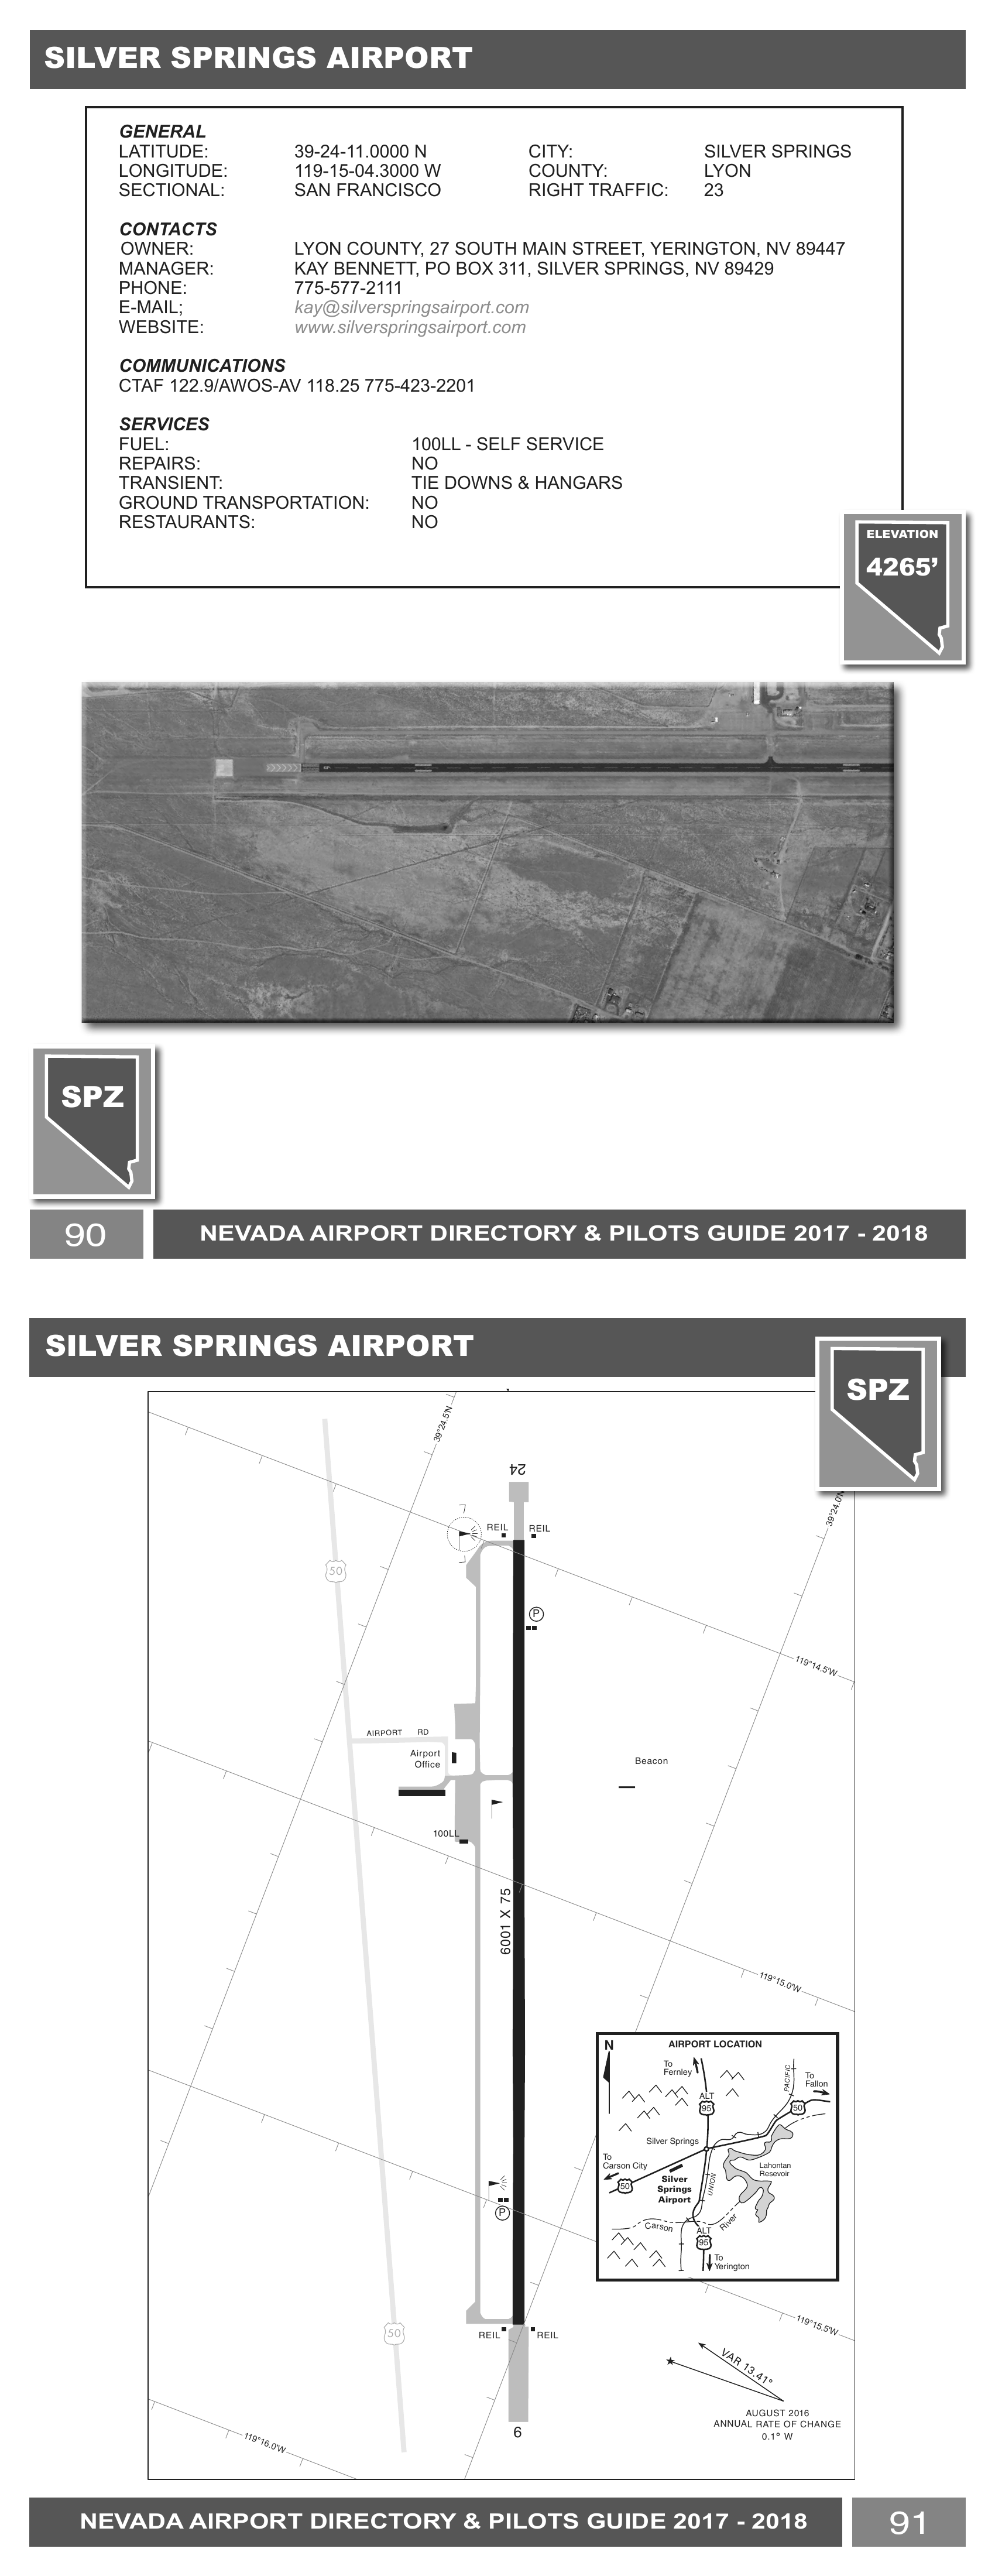 SILVER SPRINGS AIRPORT
GENERAL
LATITUDE: 39-24-11.0000 N CITY: SILVER SPRINGS
LONGITUDE: 119-15-04.3000 W COUNTY: LYON
SECTIONAL: SAN FRANCISCO RIGHT TRAFFIC: 23
CONTACTS
OWNER: LYON COUNTY, 27 SOUTH MAIN STREET, YERINGTON, NV 89447
MANAGER: KAY BENNETT, PO BOX 311, SILVER SPRINGS, NV 89429
PHONE: 775-577-2111
E-MAIL; kay@silverspringsairport.com
WEBSITE: www.silverspringsairport.com
COMMUNICATIONS
CTAF 122.9/AWOS-AV 118.25 775-423-2201
SERVICES
FUEL: 100LL - SELF SERVICE
REPAIRS: NO
TRANSIENT: TIE DOWNS & HANGARS
GROUND TRANSPORTATION: NO
RESTAURANTS: NO
ELEVATION
4265’
SPZ
90
NEVADA AIRPORT DIRECTORY & PILOTS GUIDE 2017 - 2018
SILVER SPRINGS AIRPORT
SPZ
39°24.5'N
24
39°24.0'N
REIL
REIL
50
P
119°14.5'W
AIRPORT RD
Airport
Office
Beacon
100LL
6001 X 75
119°15.0'W
N
AIRPORT LOCATION
To
Fernley
PACIFIC
To
Fallon
ALT
95
50
Silver Springs
To
Carson City
Lahontan
Resevoir
50
Silver
Springs
Airport
UNION
Carson
River
ALT
95
To
Yerington
P
119°15.5'W
50
REIL
REIL
VAR 13.41°
6
AUGUST 2016
ANNUAL RATE OF CHANGE
0.1° W
119°16.0'W
NEVADA AIRPORT DIRECTORY & PILOTS GUIDE 2017 - 2018
91